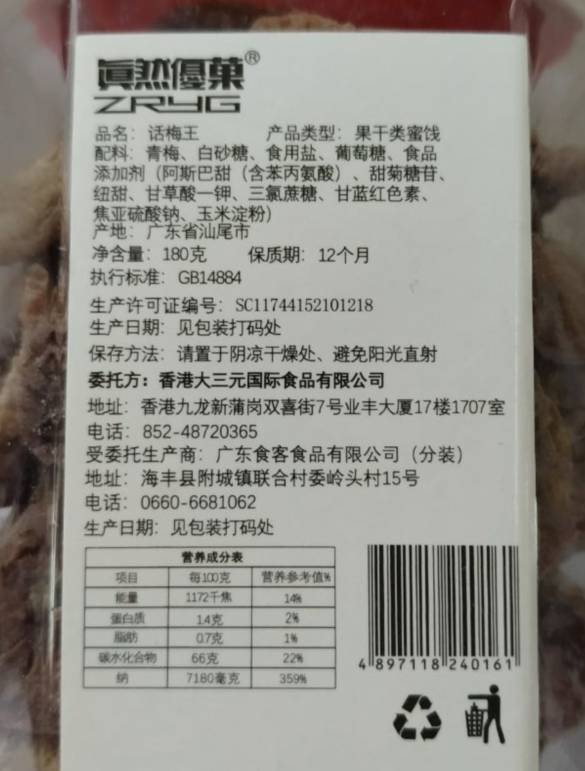 真然優菓®
ZRYG
品名：话梅王 产品类型：果干类蜜饯
配料：青梅、白砂糖、食用盐、葡萄糖、食品
添加剂（阿斯巴甜（含苯丙氨酸）、甜菊糖苷、
纽甜、甘草酸一钾、三氯蔗糖、甘蓝红色素、
焦亚硫酸钠、玉米淀粉）
产地：广东省汕尾市
净含量：180克 保质期：12个月
执行标准：GB14884
生产许可证编号：SC11744152101218
生产日期：见包装打码处
保存方法：请置于阴凉干燥处、避免阳光直射
委托方：香港大三元国际食品有限公司
地址：香港九龙新蒲岗双喜街7号业丰大厦17楼1707室
电话：852-48720365
受委托生产商：广东食客食品有限公司（分装）
地址：海丰县附城镇联合村委岭头村15号
电话：0660-6681062
生产日期：见包装打码处
营养成分表
项目 每100克 营养参考值%
能量 1172千焦 14%
蛋白质 1.4克 2%
脂肪 0.7克 1%
碳水化合物 66克 22%
钠 7180毫克 359%
4 897118 240161